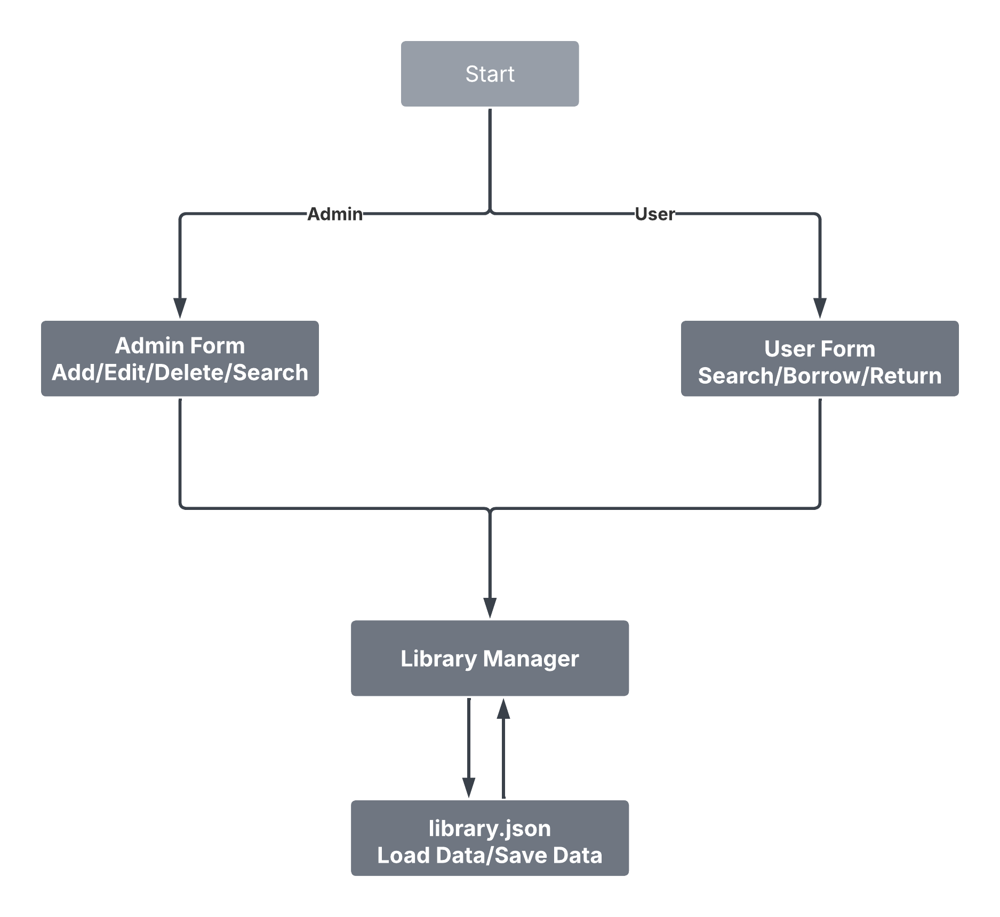 Start
Admin
User
Admin Form
Add/Edit/Delete/Search
User Form
Search/Borrow/Return
Library Manager
library.json
Load Data/Save Data